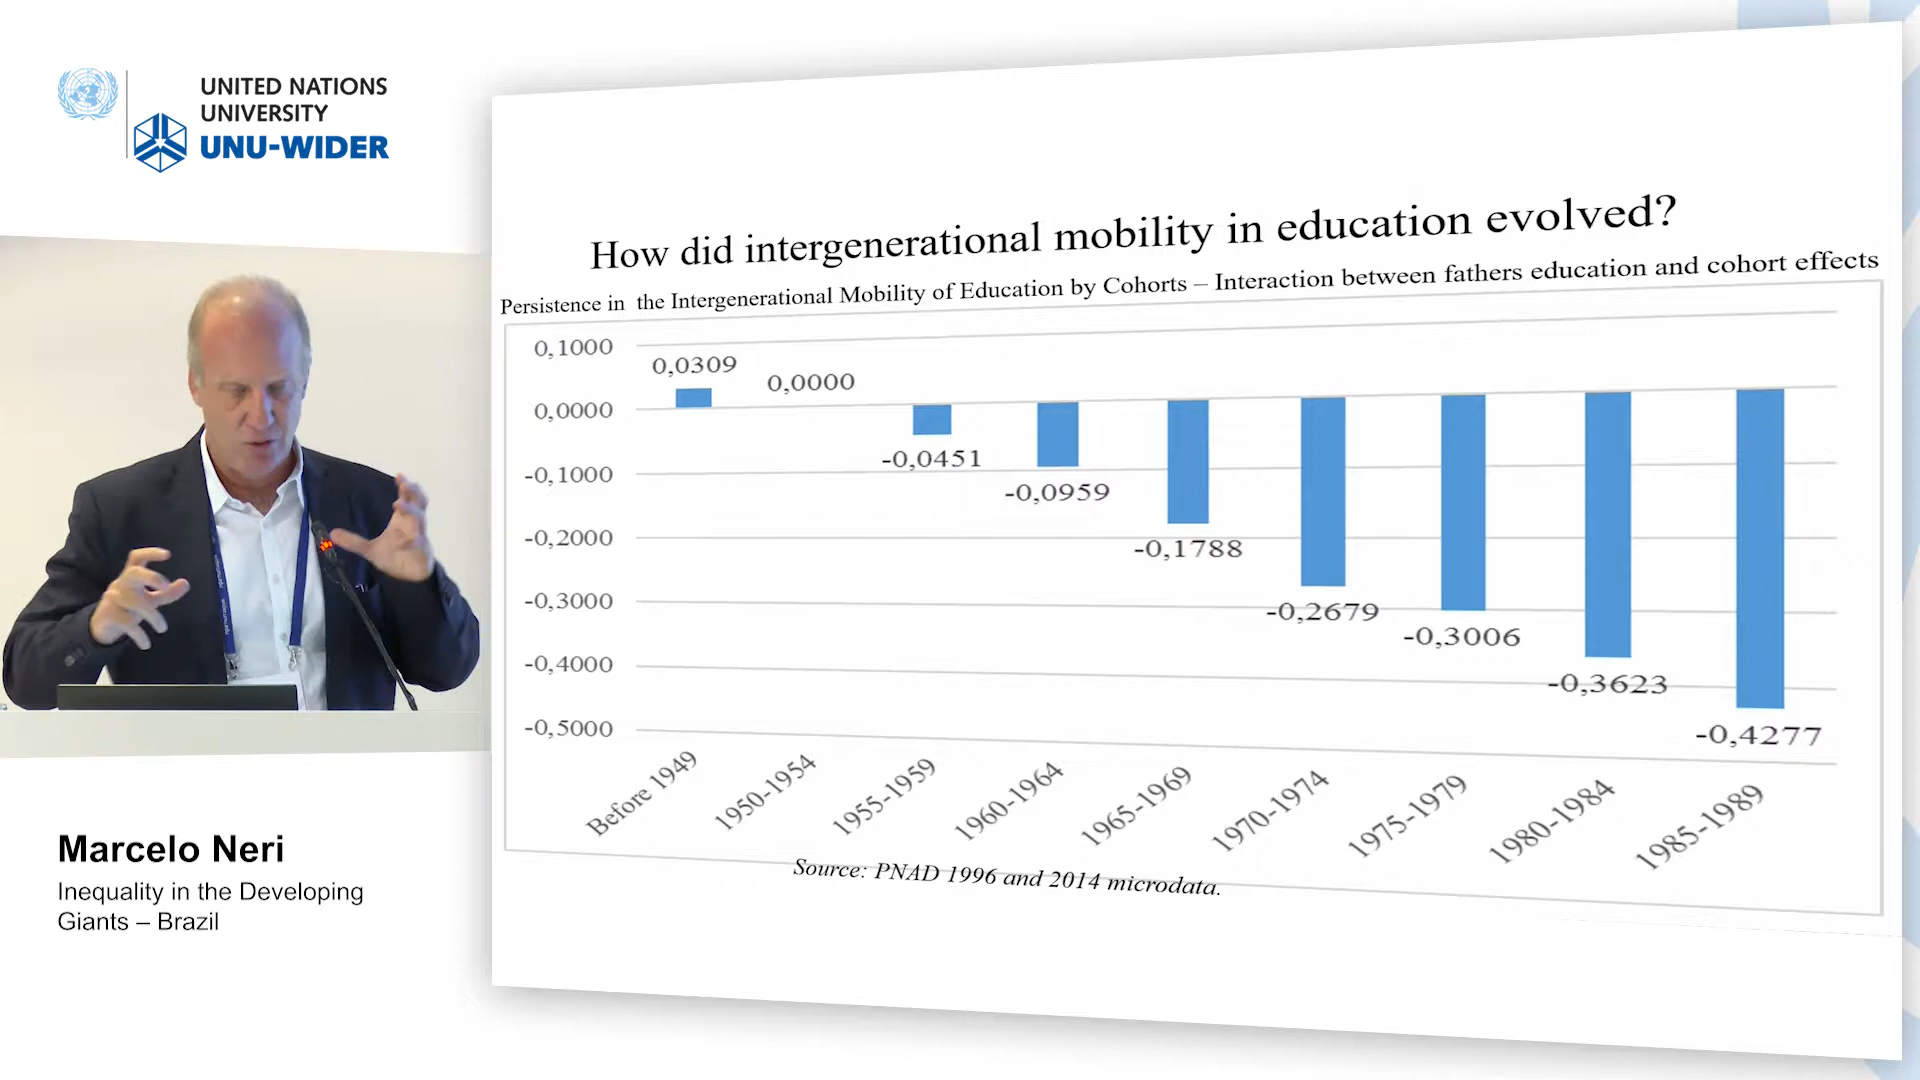 UNITED NATIONS
UNIVERSITY
UNU-WIDER
How did intergenerational mobility in education evolved?
Persistence in the Intergenerational Mobility of Education by Cohorts – Interaction between fathers education and cohort effects
0,1000
0,0000
-0,1000
-0,2000
-0,3000
-0,4000
-0,5000
0,0309
0,0000
-0,0451
-0,0959
-0,1788
-0,2679
-0,3006
-0,3623
-0,4277
Before 1949
1950-1954
1955-1959
1960-1964
1965-1969
1970-1974
1975-1979
1980-1984
1985-1989
Source: PNAD 1996 and 2014 microdata.
Marcelo Neri
Inequality in the Developing
Giants – Brazil